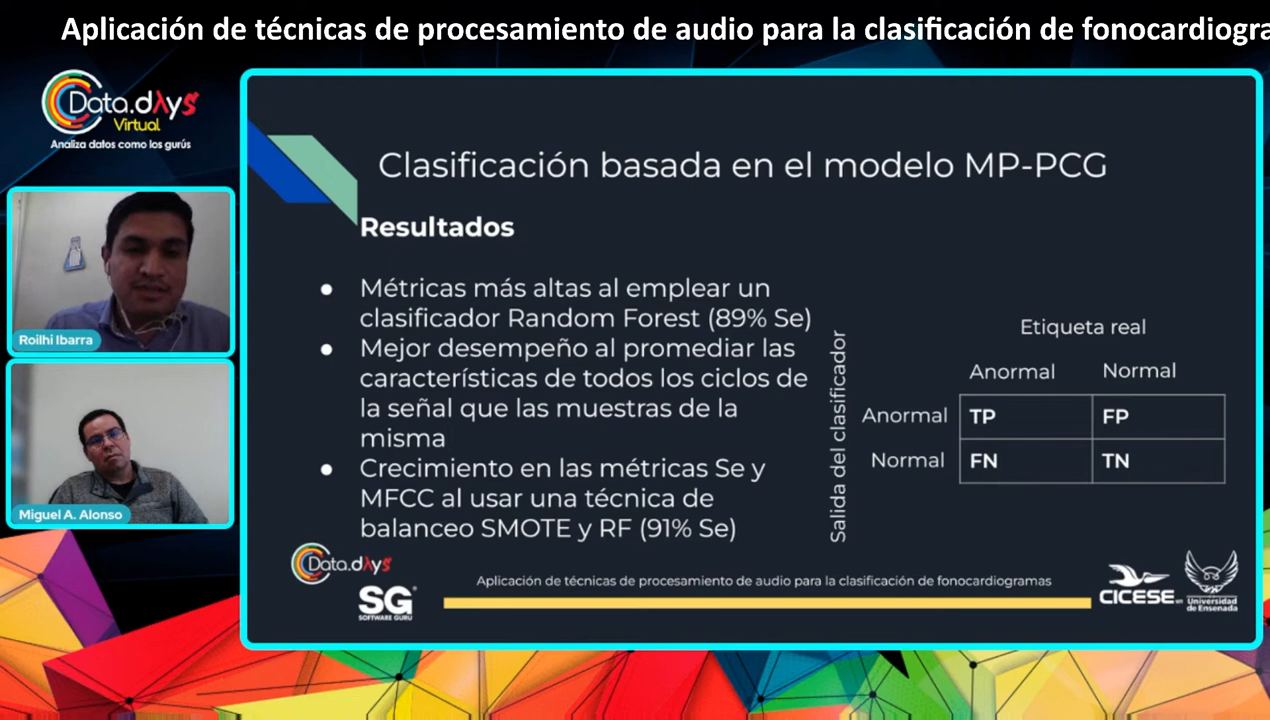 Aplicación de técnicas de procesamiento de audio para la clasificación de fonocardiogra
Data.dλys
Virtual
Analiza datos como los gurús
Roilhi Ibarra
Miguel A. Alonso
Clasificación basada en el modelo MP-PCG
Resultados
● Métricas más altas al emplear un
clasificador Random Forest (89% Se)
● Mejor desempeño al promediar las
características de todos los ciclos de
la señal que las muestras de la
misma
● Crecimiento en las métricas Se y
MFCC al usar una técnica de
balanceo SMOTE y RF (91% Se)
Etiqueta real
Salida del clasificador
Anormal Normal
Anormal TP FP
Normal FN TN
Data.dλys
SG
SOFTWARE GURU
Aplicación de técnicas de procesamiento de audio para la clasificación de fonocardiogramas
CICESE
Universidad
de Ensenada